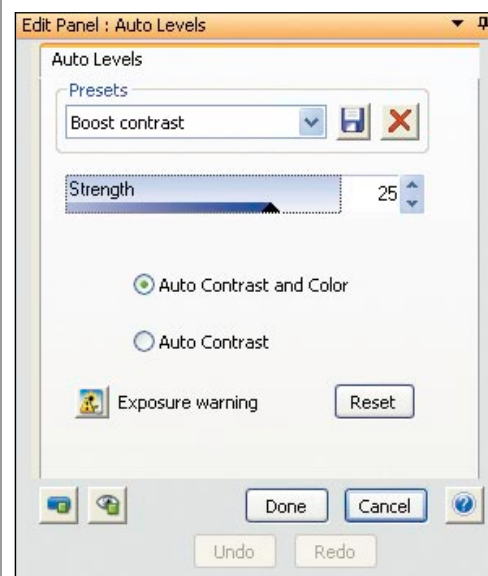 Edit Panel : Auto Levels
Auto Levels
Presets
Boost contrast
Strength 25
Auto Contrast and Color
Auto Contrast
Exposure warning Reset
Done Cancel
Undo Redo